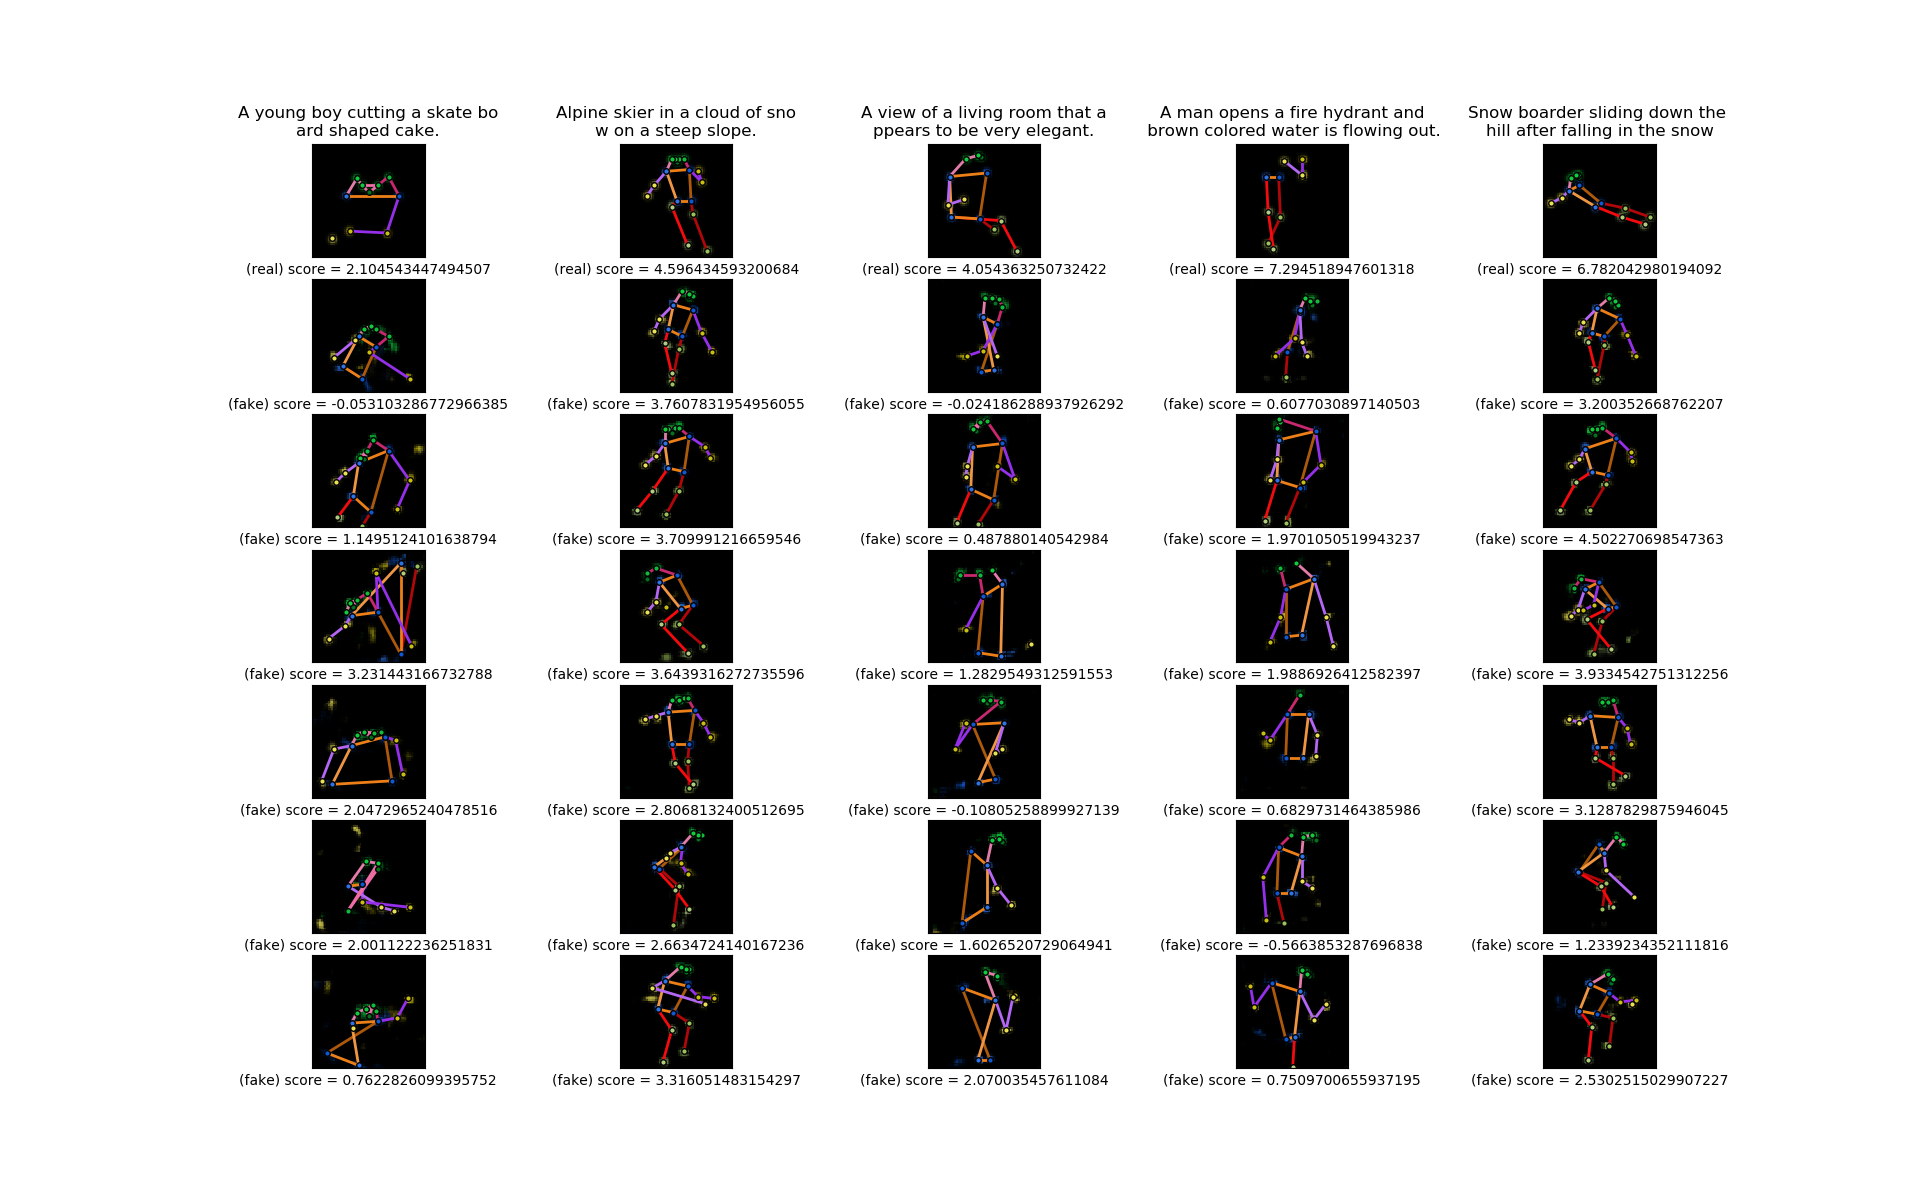 A young boy cutting a skate bo
ard shaped cake.
Alpine skier in a cloud of sno
w on a steep slope.
A view of a living room that a
ppears to be very elegant.
A man opens a fire hydrant and
brown colored water is flowing out.
Snow boarder sliding down the
hill after falling in the snow
(real) score = 2.104543447494507
(real) score = 4.596434593200684
(real) score = 4.054363250732422
(real) score = 7.294518947601318
(real) score = 6.782042980194092
(fake) score = -0.053103286772966385
(fake) score = 3.7607831954956055
(fake) score = -0.024186288937926292
(fake) score = 0.6077030897140503
(fake) score = 3.200352668762207
(fake) score = 1.1495124101638794
(fake) score = 3.709991216659546
(fake) score = 0.487880140542984
(fake) score = 1.9701050519943237
(fake) score = 4.502270698547363
(fake) score = 3.231443166732788
(fake) score = 3.6439316272735596
(fake) score = 1.2829549312591553
(fake) score = 1.9886926412582397
(fake) score = 3.9334542751312256
(fake) score = 2.0472965240478516
(fake) score = 2.8068132400512695
(fake) score = -0.10805258899927139
(fake) score = 0.6829731464385986
(fake) score = 3.1287829875946045
(fake) score = 2.001122236251831
(fake) score = 2.6634724140167236
(fake) score = 1.6026520729064941
(fake) score = -0.5663853287696838
(fake) score = 1.2339234352111816
(fake) score = 0.7622826099395752
(fake) score = 3.316051483154297
(fake) score = 2.070035457611084
(fake) score = 0.7509700655937195
(fake) score = 2.5302515029907227